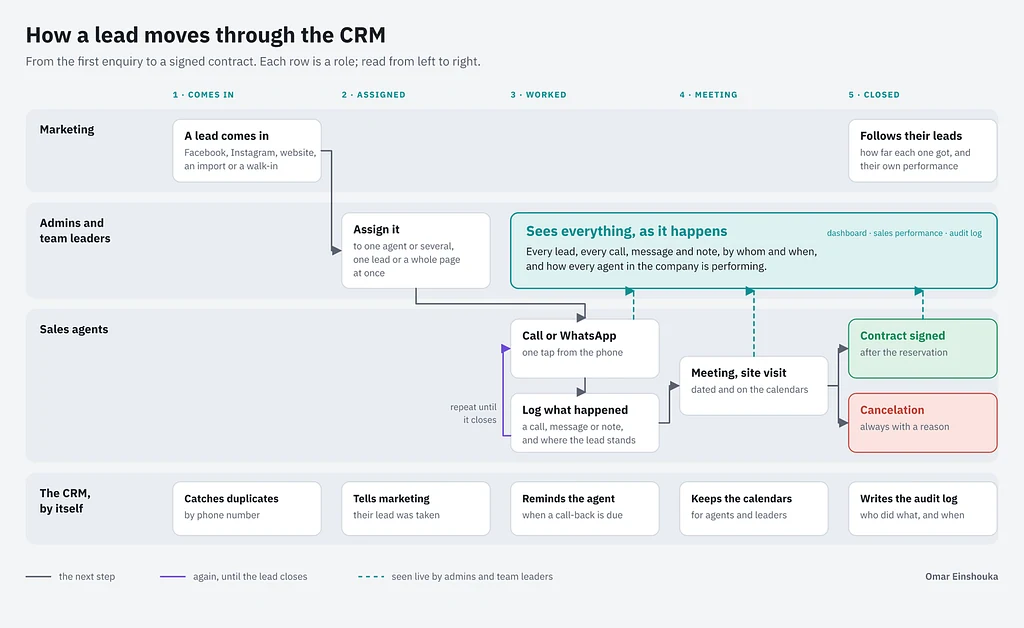 How a lead moves through the CRM
From the first enquiry to a signed contract. Each row is a role; read from left to right.
1 · COMES IN
2 · ASSIGNED
3 · WORKED
4 · MEETING
5 · CLOSED
Marketing
A lead comes in
Facebook, Instagram, website,
an import or a walk-in
Follows their leads
how far each one got, and
their own performance
Admins and
team leaders
Assign it
to one agent or several,
one lead or a whole page
at once
Sees everything, as it happens
dashboard · sales performance · audit log
Every lead, every call, message and note, by whom and when,
and how every agent in the company is performing.
Sales agents
Call or WhatsApp
one tap from the phone
repeat until
it closes
Log what happened
a call, message or note,
and where the lead stands
Meeting, site visit
dated and on the calendars
Contract signed
after the reservation
Cancelation
always with a reason
The CRM,
by itself
Catches duplicates
by phone number
Tells marketing
their lead was taken
Reminds the agent
when a call-back is due
Keeps the calendars
for agents and leaders
Writes the audit log
who did what, and when
the next step
again, until the lead closes
seen live by admins and team leaders
Omar Einshouka